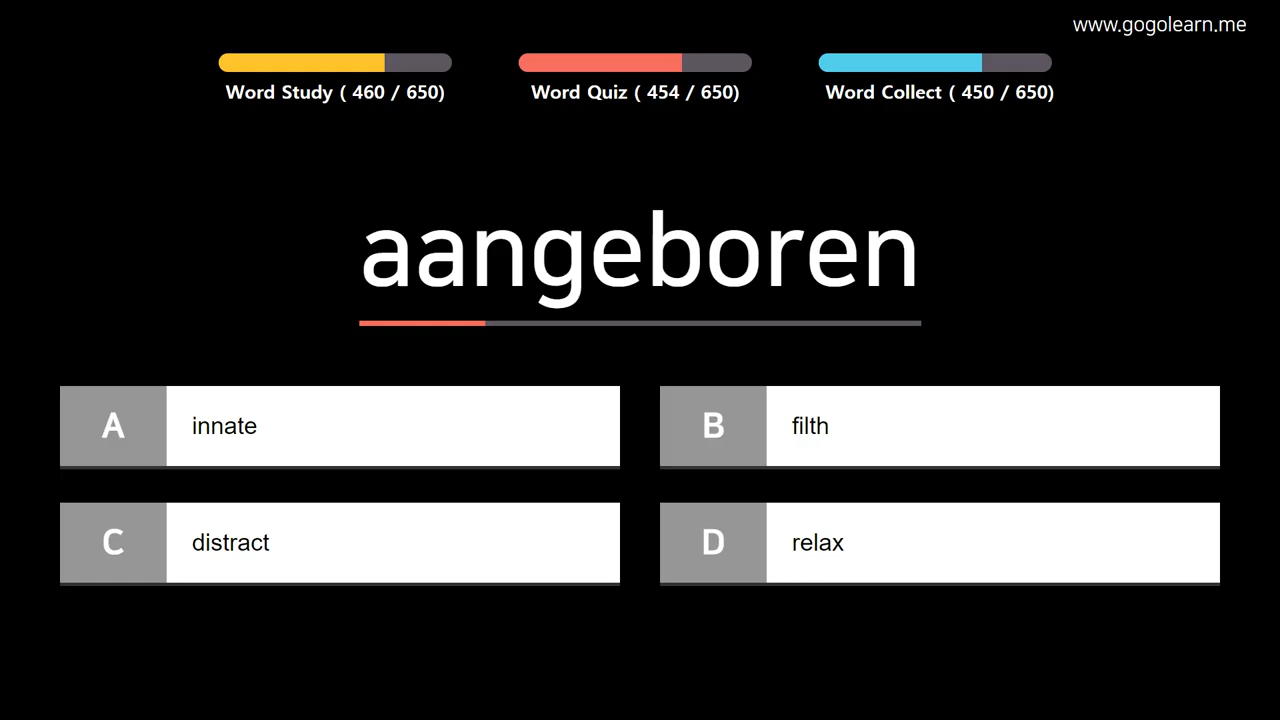 www.gogolearn.me
Word Study ( 460 / 650)
Word Quiz ( 454 / 650)
Word Collect ( 450 / 650)
aangeboren
A innate
B filth
C distract
D relax